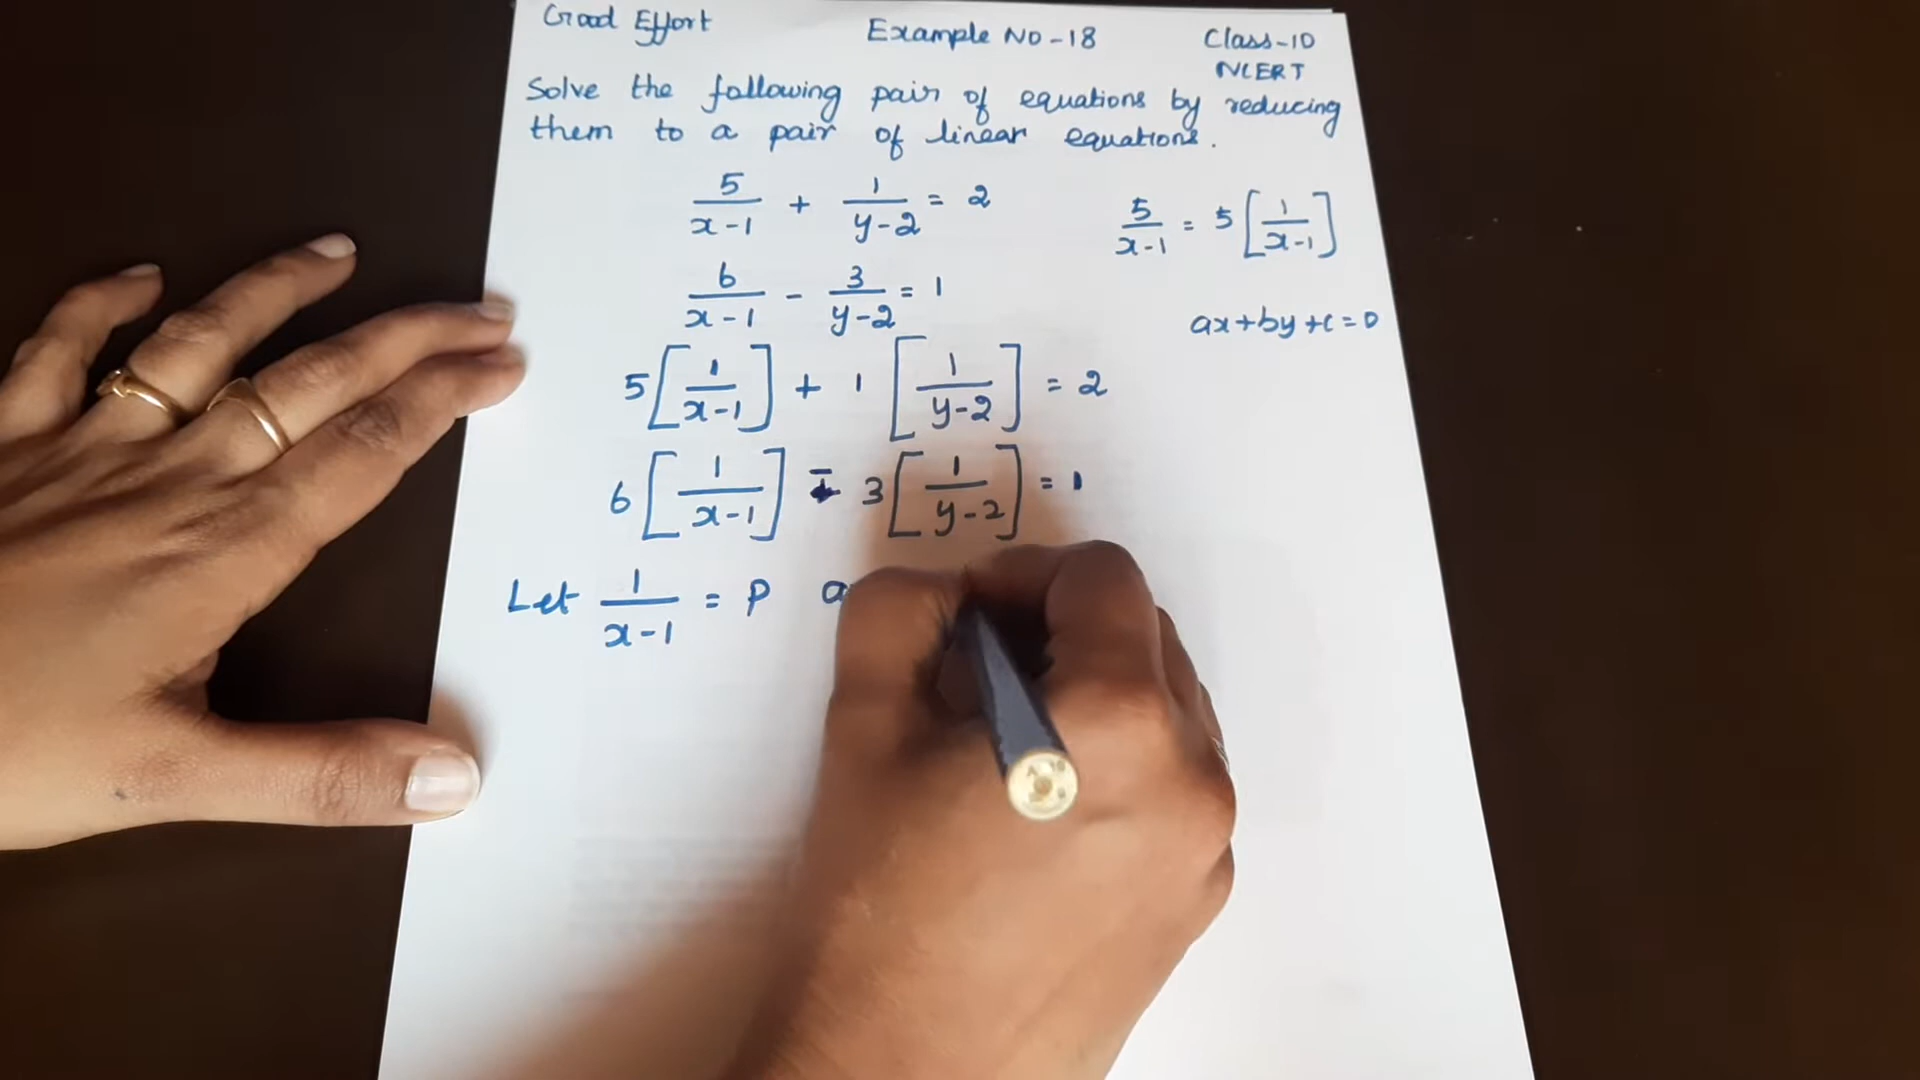 Good Effort Example No-18 Class-10
NCERT
Solve the following pair of equations by reducing
them to a pair of linear equations.
5/(x-1) + 1/(y-2) = 2
5/(x-1) = 5[1/(x-1)]
6/(x-1) - 3/(y-2) = 1
ax+by+c=0
5[1/(x-1)] + 1[1/(y-2)] = 2
6[1/(x-1)] - 3[1/(y-2)] = 1
Let 1/(x-1) = p